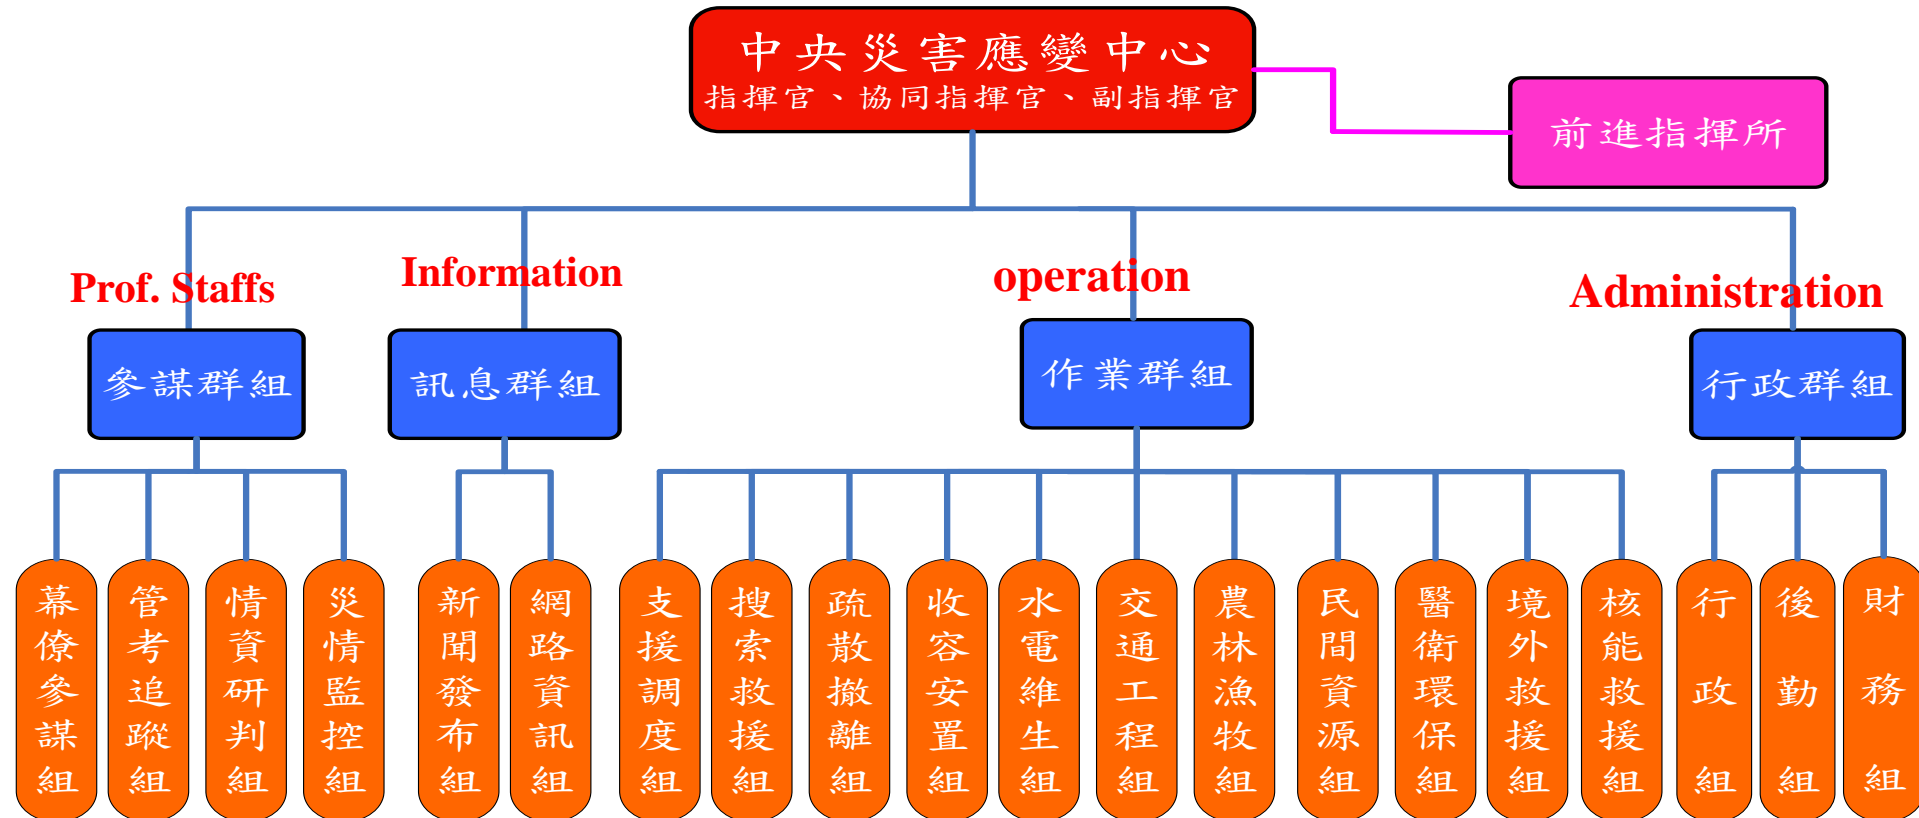 中央災害應變中心
指揮官、協同指揮官、副指揮官
前進指揮所
Prof. Staffs
Information
operation
Administration
參謀群組
訊息群組
作業群組
行政群組
幕僚參謀組
管考追蹤組
情資研判組
災情監控組
新聞發布組
網路資訊組
支援調度組
搜索救援組
疏散撤離組
收容安置組
水電維生組
交通工程組
農林漁牧組
民間資源組
醫衛環保組
境外救援組
核能救援組
行政組
後勤組
財務組